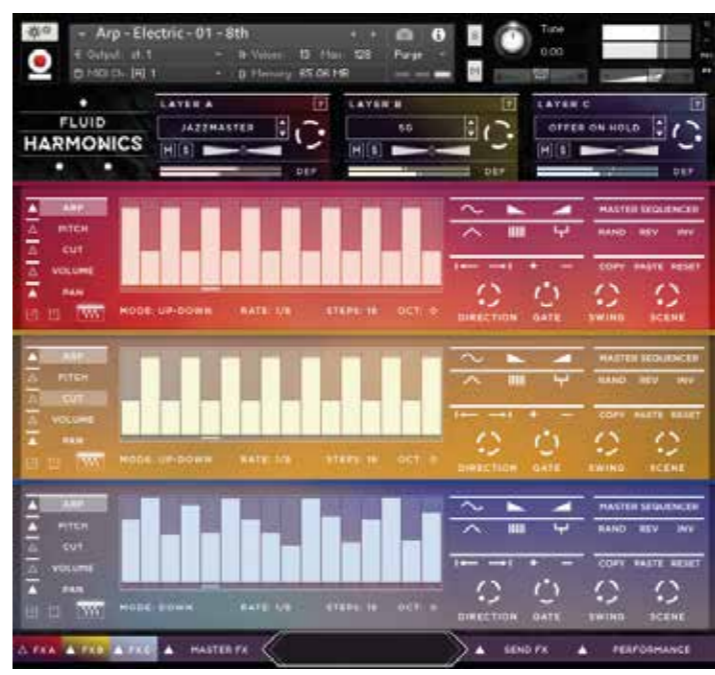 Arp - Electric - 01 - 8th
Output: st.1
Voices: 13 Max: 128 Purge
MIDI Ch: [A] 1
Memory: 65.06 MB
S
M
Tune
0.00
FLUID
HARMONICS
LAYER A ?
JAZZMASTER
M S
DEF
LAYER B ?
SG
M S
DEF
LAYER C ?
OFFER ON HOLD
M S
DEF
ARP
PITCH
CUT
VOLUME
PAN
MODE: UP-DOWN RATE: 1/8 STEPS: 16 OCT: 0
MASTER SEQUENCER
RAND REV INV
COPY PASTE RESET
DIRECTION GATE SWING SCENE
ARP
PITCH
CUT
VOLUME
PAN
MODE: UP-DOWN RATE: 1/8 STEPS: 16 OCT: 0
MASTER SEQUENCER
RAND REV INV
COPY PASTE RESET
DIRECTION GATE SWING SCENE
ARP
PITCH
CUT
VOLUME
PAN
MODE: DOWN RATE: 1/8 STEPS: 16 OCT: 0
MASTER SEQUENCER
RAND REV INV
COPY PASTE RESET
DIRECTION GATE SWING SCENE
FX A FX B FX C MASTER FX SEND FX PERFORMANCE